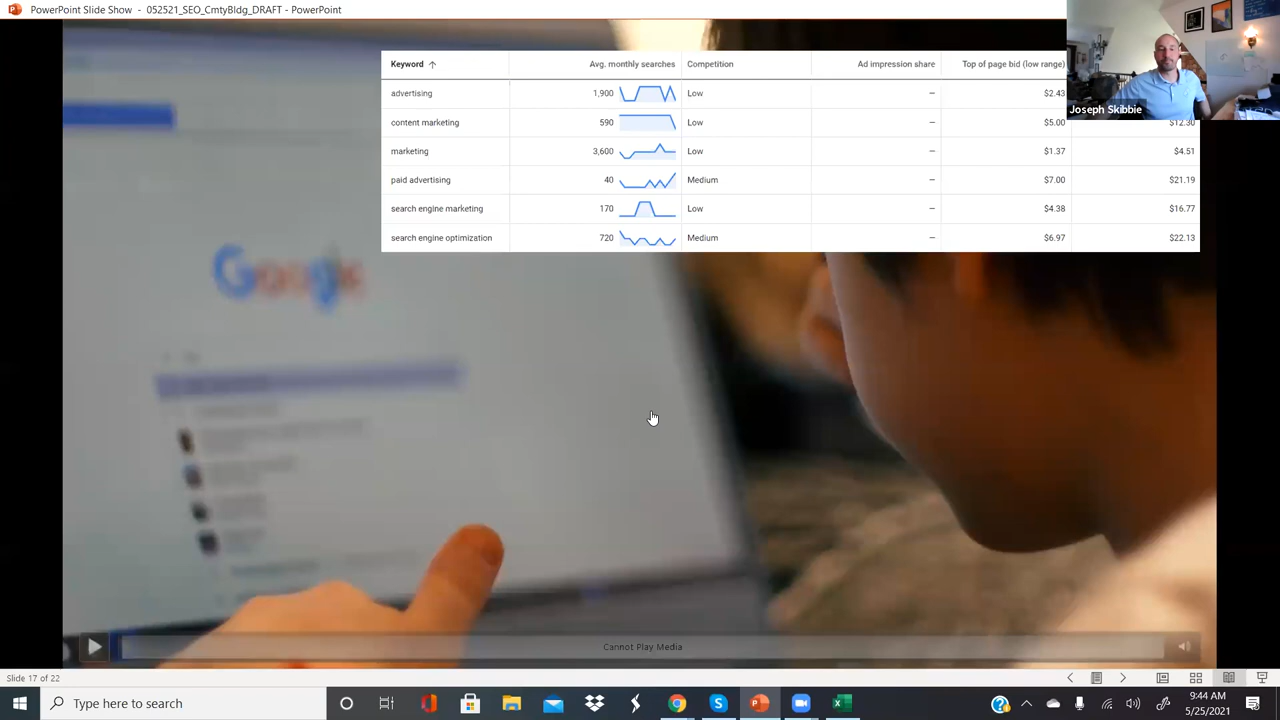 PowerPoint Slide Show - 052521_SEO_CmtyBldg_DRAFT - PowerPoint
Keyword Avg. monthly searches Competition Ad impression share Top of page bid (low range)
advertising 1,900 Low – $2.43
Joseph Skibbie
content marketing 590 Low – $5.00 $12.30
marketing 3,600 Low – $1.37 $4.51
paid advertising 40 Medium – $7.00 $21.19
search engine marketing 170 Low – $4.38 $16.77
search engine optimization 720 Medium – $6.97 $22.13
Google
Cannot Play Media
Slide 17 of 22
Type here to search
9:44 AM
5/25/2021